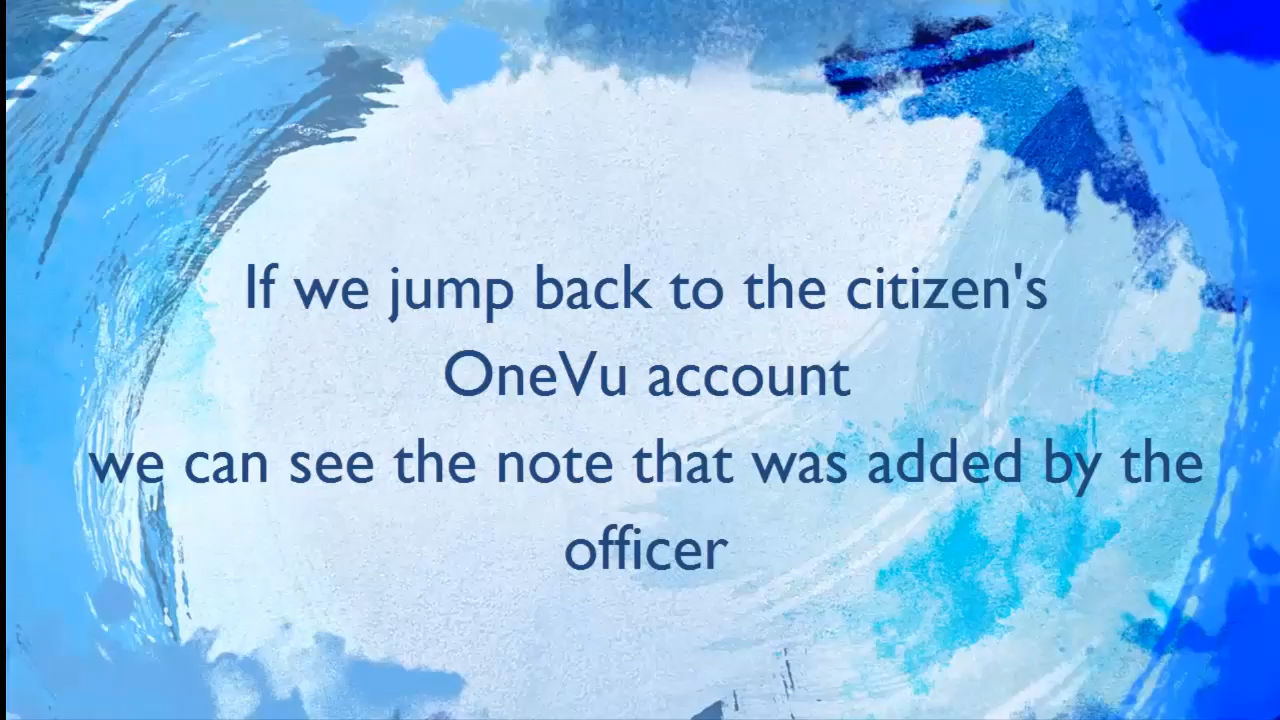 If we jump back to the citizen's
OneVu account
we can see the note that was added by the
officer